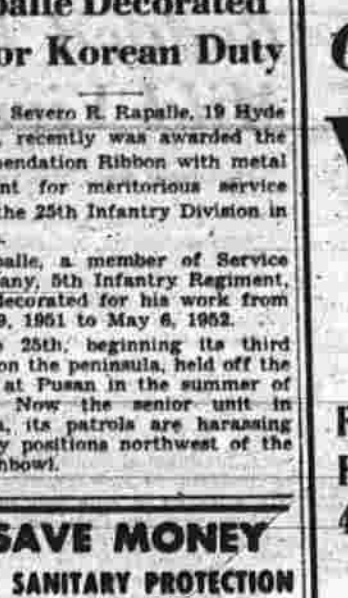 palle Decorated
or Korean Duty
Severo R. Rapalle, 19 Hyde
, recently was awarded the
mendation Ribbon with metal
nt for meritorious service
the 25th Infantry Division in
palle, a member of Service
any, 5th Infantry Regiment,
decorated for his work from
9, 1951 to May 6, 1952.
25th, beginning its third
on the peninsula, held off the
at Pusan in the summer of
Now the senior unit in
, its patrols are harassing
y positions northwest of the
hbowl.
SAVE MONEY
SANITARY PROTECTION